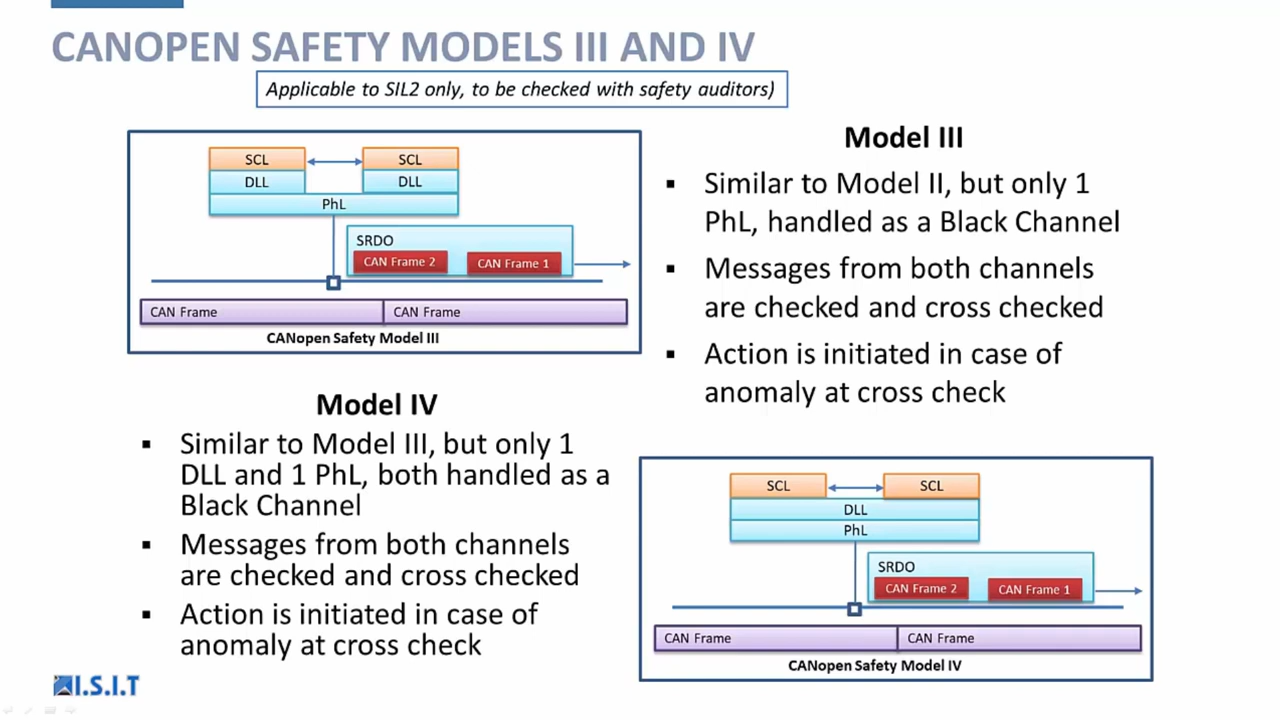 CANOPEN SAFETY MODELS III AND IV
Applicable to SIL2 only, to be checked with safety auditors)
SCL
SCL
DLL
DLL
PhL
SRDO
CAN Frame 2
CAN Frame 1
CAN Frame
CAN Frame
CANopen Safety Model III
Model III
▪ Similar to Model II, but only 1
PhL, handled as a Black Channel
▪ Messages from both channels
are checked and cross checked
▪ Action is initiated in case of
anomaly at cross check
Model IV
▪ Similar to Model III, but only 1
DLL and 1 PhL, both handled as a
Black Channel
▪ Messages from both channels
are checked and cross checked
▪ Action is initiated in case of
anomaly at cross check
SCL
SCL
DLL
PhL
SRDO
CAN Frame 2
CAN Frame 1
CAN Frame
CAN Frame
CANopen Safety Model IV
I.S.I.T